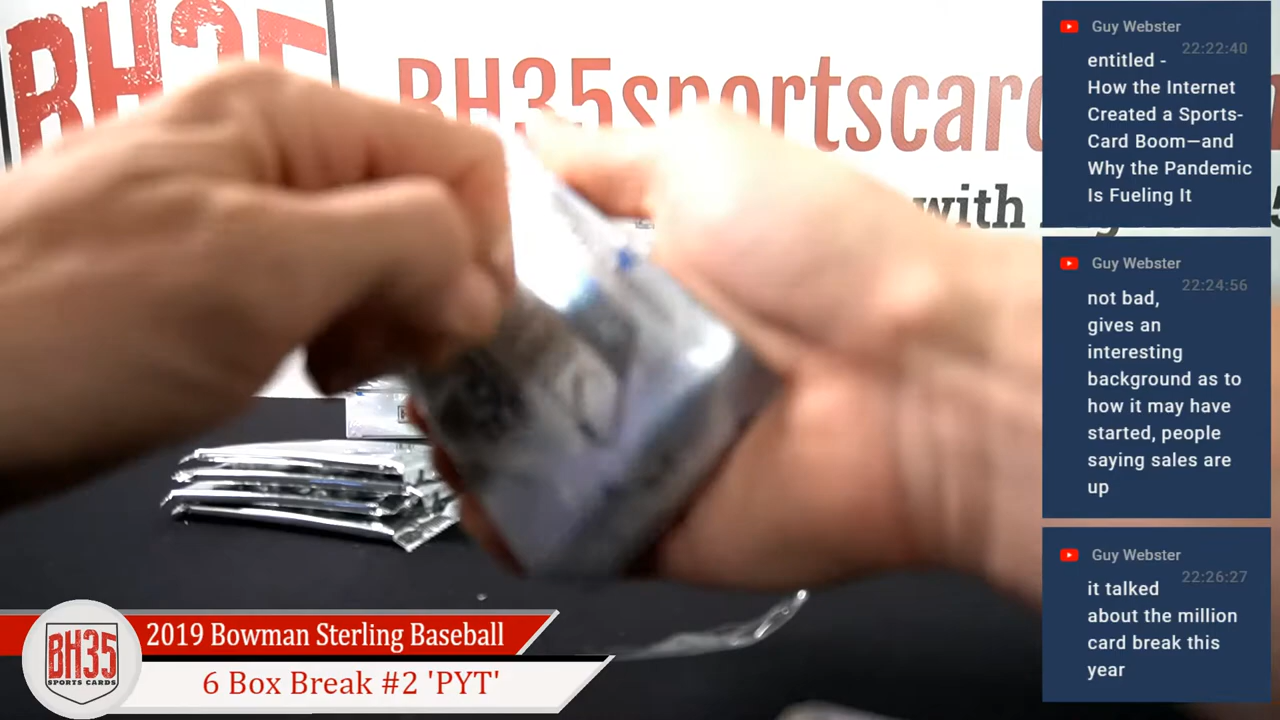 BH35
BH35sportscard
with
Guy Webster
22:22:40
entitled -
How the Internet
Created a Sports-
Card Boom—and
Why the Pandemic
Is Fueling It
Guy Webster
22:24:56
not bad,
gives an
interesting
background as to
how it may have
started, people
saying sales are
up
Guy Webster
22:26:27
it talked
about the million
card break this
year
BH35
SPORTS CARDS
2019 Bowman Sterling Baseball
6 Box Break #2 'PYT'